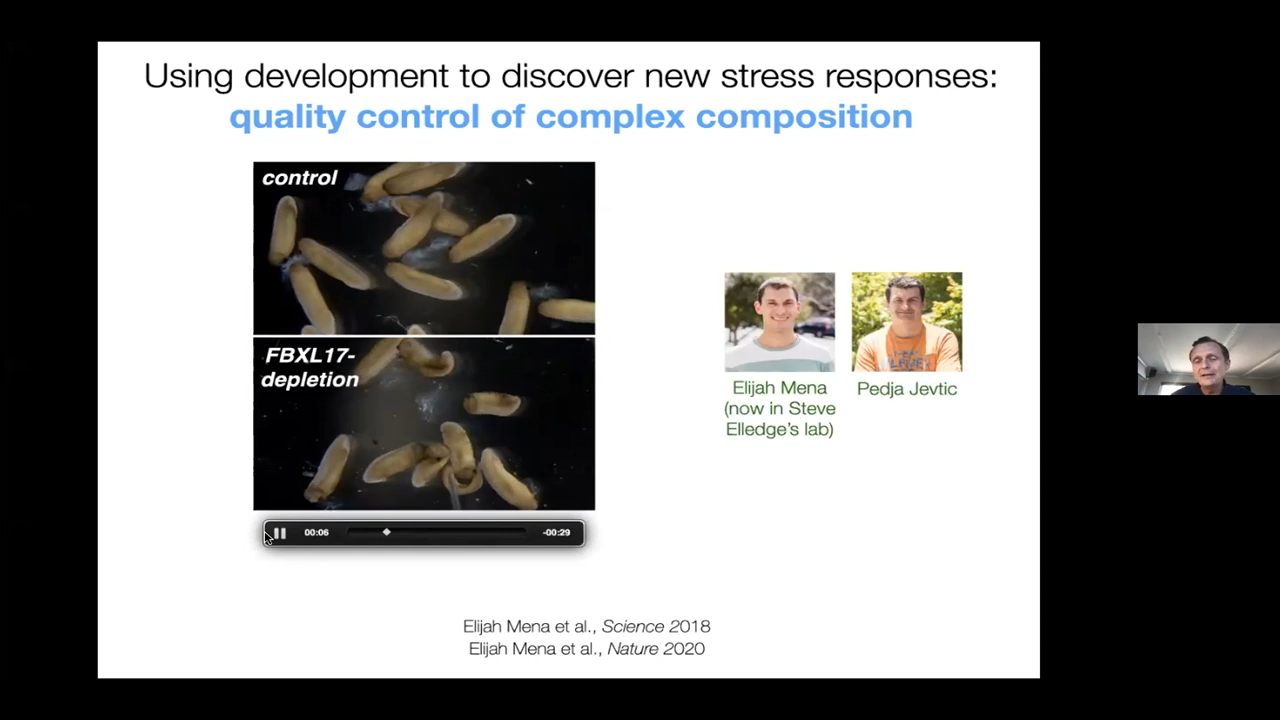 Using development to discover new stress responses:
quality control of complex composition
control
FBXL17-
depletion
00:06
-00:29
Elijah Mena
(now in Steve
Elledge's lab)
Pedja Jevtic
Elijah Mena et al., Science 2018
Elijah Mena et al., Nature 2020